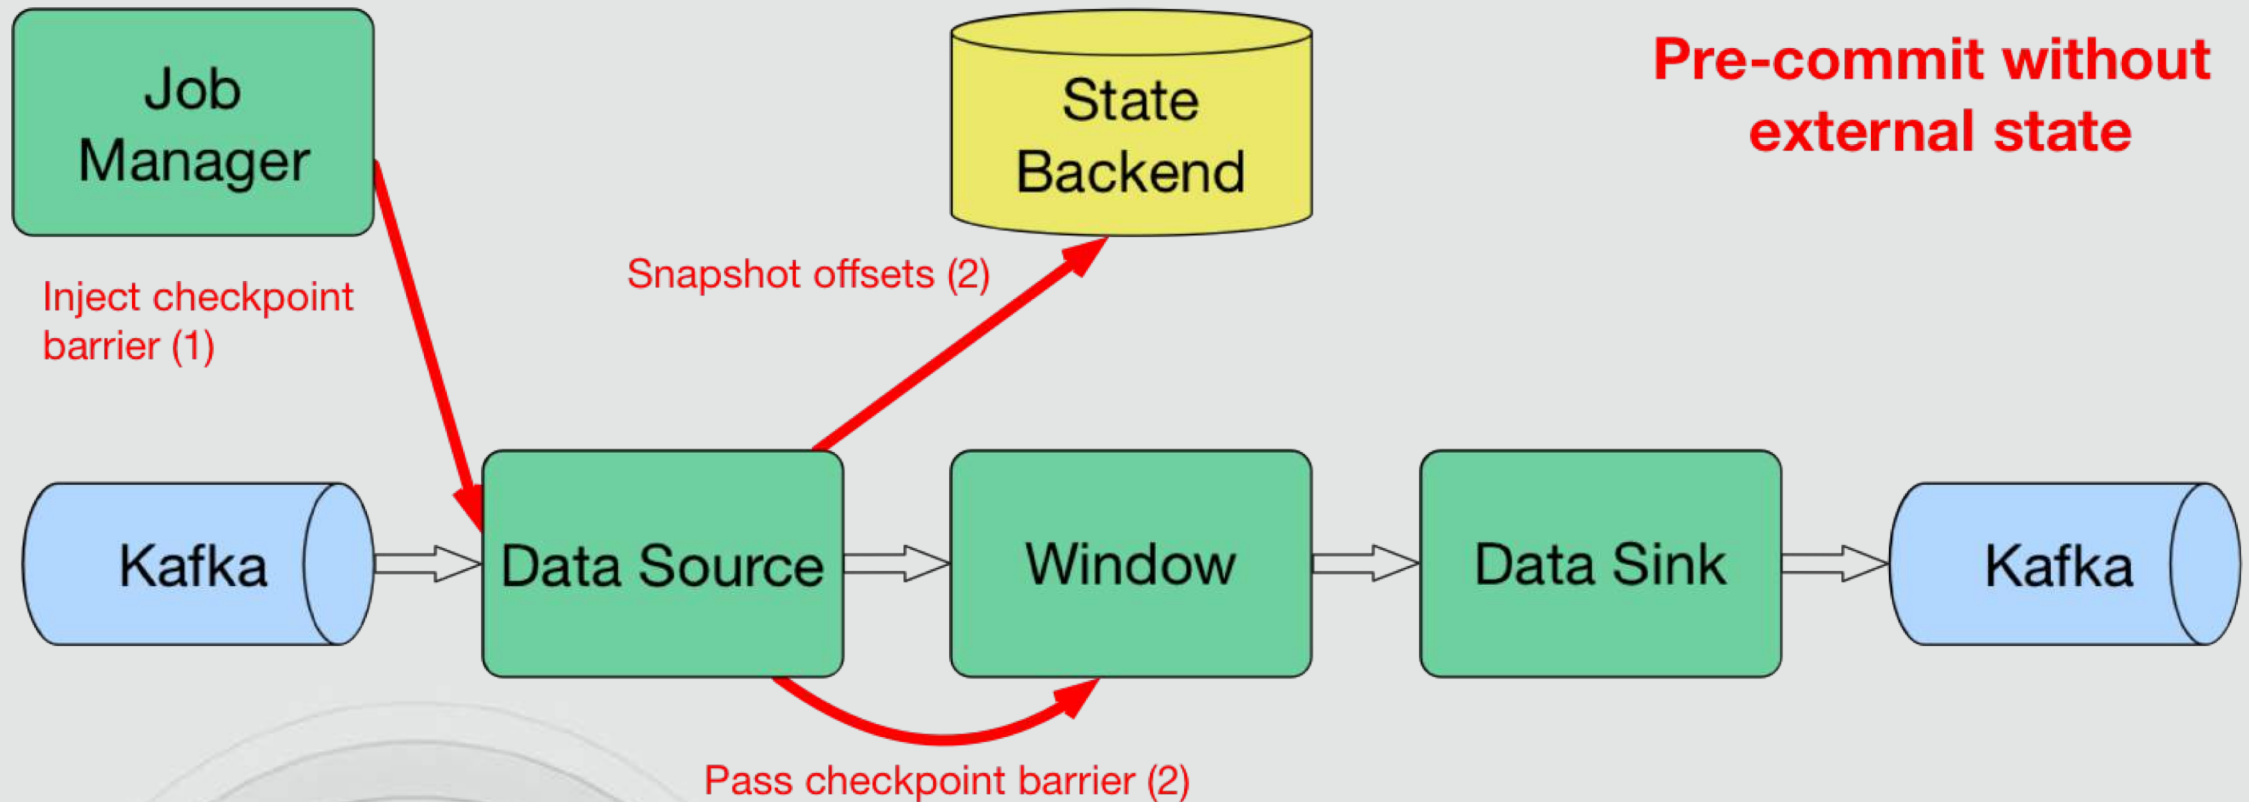 Job
Manager
State
Backend
Pre-commit without
external state
Inject checkpoint
barrier (1)
Snapshot offsets (2)
Kafka
Data Source
Window
Data Sink
Kafka
Pass checkpoint barrier (2)